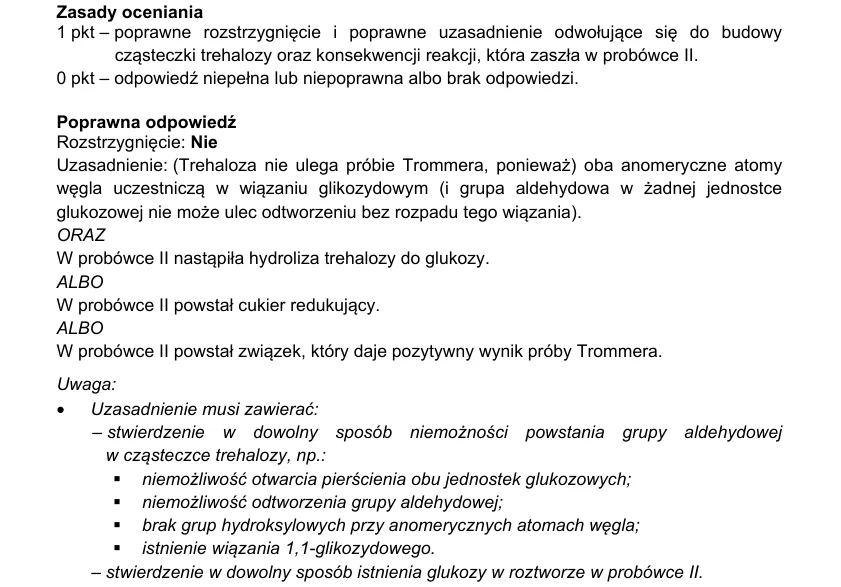 Zasady oceniania
1 pkt – poprawne rozstrzygnięcie i poprawne uzasadnienie odwołujące się do budowy
cząsteczki trehalozy oraz konsekwencji reakcji, która zaszła w probówce II.
0 pkt – odpowiedź niepełna lub niepoprawna albo brak odpowiedzi.
Poprawna odpowiedź
Rozstrzygnięcie: Nie
Uzasadnienie: (Trehaloza nie ulega próbie Trommera, ponieważ) oba anomeryczne atomy
węgla uczestniczą w wiązaniu glikozydowym (i grupa aldehydowa w żadnej jednostce
glukozowej nie może ulec odtworzeniu bez rozpadu tego wiązania).
ORAZ
W probówce II nastąpiła hydroliza trehalozy do glukozy.
ALBO
W probówce II powstał cukier redukujący.
ALBO
W probówce II powstał związek, który daje pozytywny wynik próby Trommera.
Uwaga:
• Uzasadnienie musi zawierać:
– stwierdzenie w dowolny sposób niemożności powstania grupy aldehydowej
w cząsteczce trehalozy, np.:
▪ niemożliwość otwarcia pierścienia obu jednostek glukozowych;
▪ niemożliwość odtworzenia grupy aldehydowej;
▪ brak grup hydroksylowych przy anomerycznych atomach węgla;
▪ istnienie wiązania 1,1-glikozydowego.
– stwierdzenie w dowolny sposób istnienia glukozy w roztworze w probówce II.